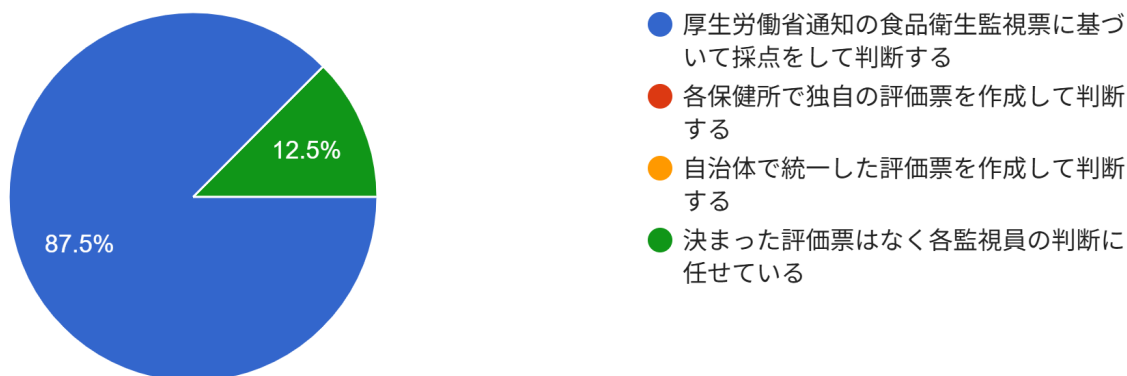 厚生労働省通知の食品衛生監視票に基づ
いて採点をして判断する
各保健所で独自の評価票を作成して判断
する
自治体で統一した評価票を作成して判断
する
決まった評価票はなく各監視員の判断に
任せている
12.5%
87.5%